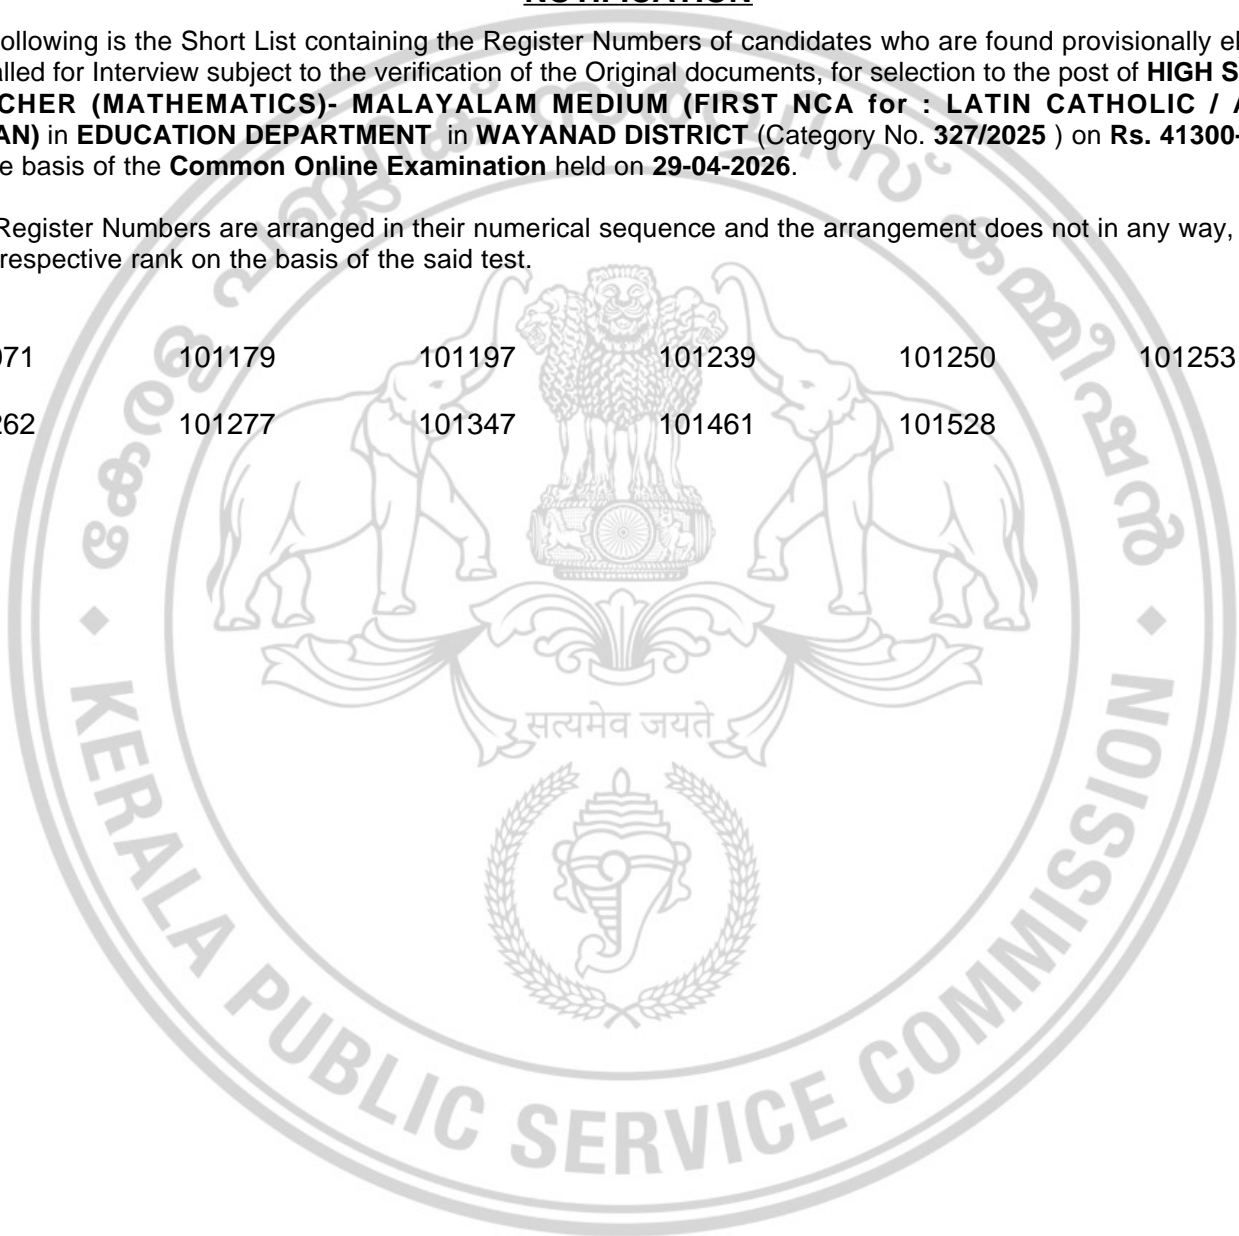 NOTIFICATION
ollowing is the Short List containing the Register Numbers of candidates who are found provisionally el
alled for Interview subject to the verification of the Original documents, for selection to the post of HIGH S
CHER (MATHEMATICS)- MALAYALAM MEDIUM (FIRST NCA for : LATIN CATHOLIC / A
AN) in EDUCATION DEPARTMENT in WAYANAD DISTRICT (Category No. 327/2025 ) on Rs. 41300-
e basis of the Common Online Examination held on 29-04-2026.
Register Numbers are arranged in their numerical sequence and the arrangement does not in any way,
respective rank on the basis of the said test.
071 101179 101197 101239 101250 101253
262 101277 101347 101461 101528
കേരള പബ്ലിക് സർവീസ് കമ്മിഷൻ
सत्यमेव जयते
KERALA PUBLIC SERVICE COMMISSION